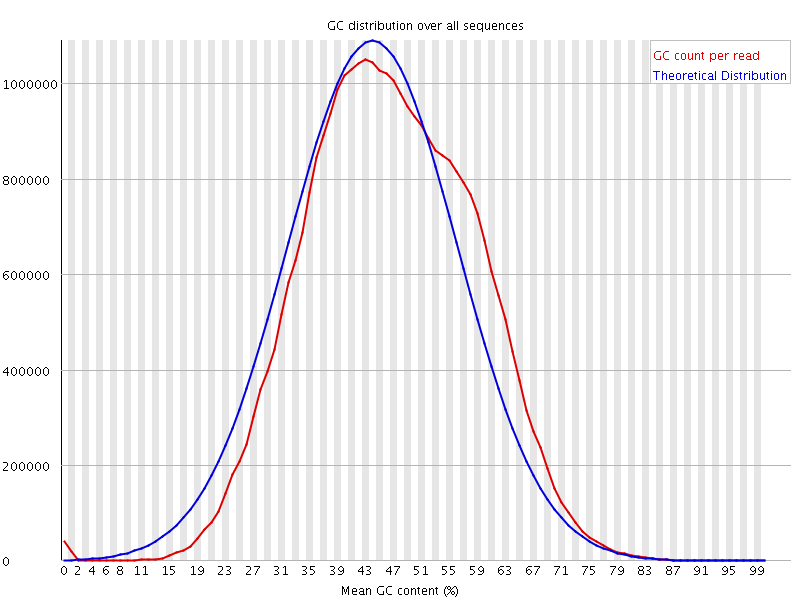 GC distribution over all sequences
GC count per read
Theoretical Distribution
1000000
800000
600000
400000
200000
0
0 2 4 6 8 11 15 19 23 27 31 35 39 43 47 51 55 59 63 67 71 75 79 83 87 91 95 99
Mean GC content (%)